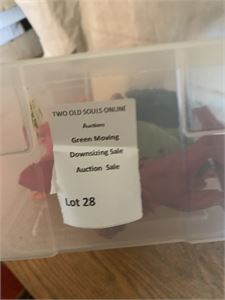 TWO OLD SOULS ONLINE
Auctions
Green Moving
Downsizing Sale
Auction Sale
Lot 28